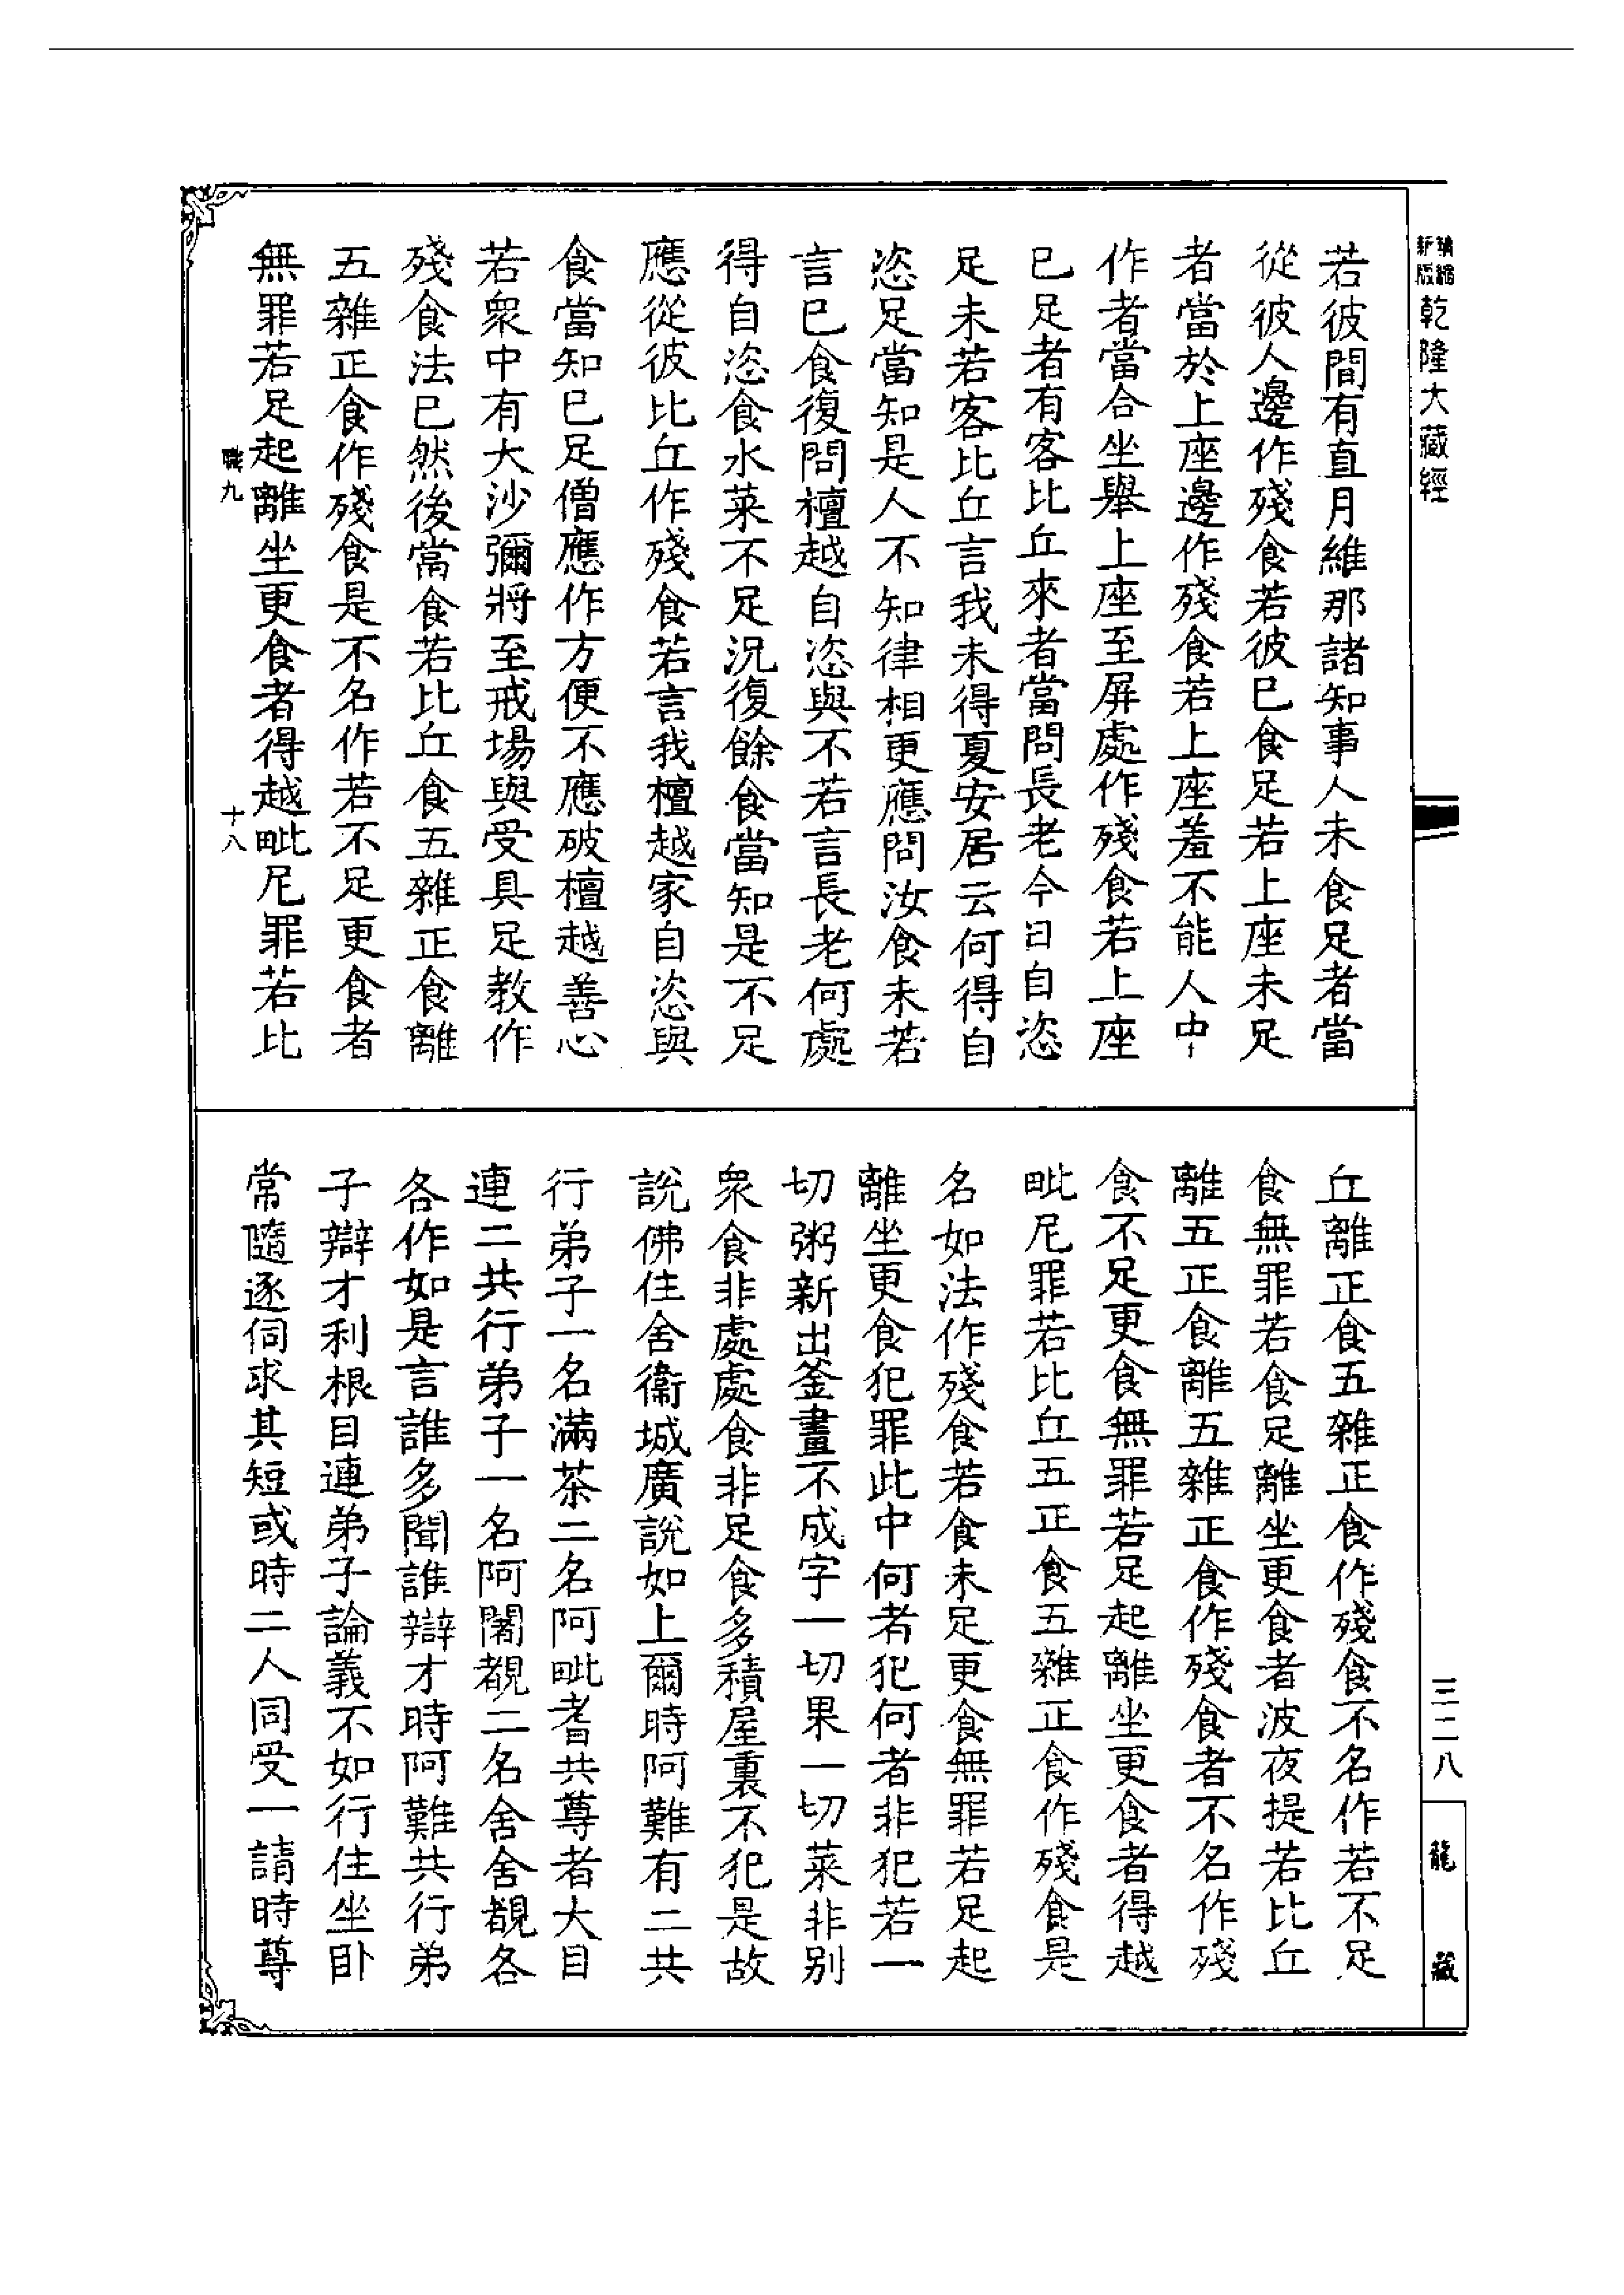 精縮新版乾隆大藏經
若彼間有直月維那諸知事人未食足者當
從彼人邊作殘食若彼已食足若上座未足
者當於上座邊作殘食若上座羞不能人中
作者當合坐舉上座至屏處作殘食若上座
已足者有客比丘來者當問長老今日自恣
足未若客比丘言我未得夏安居云何得自
恣足當知是人不知律相更應問汝食未若
言已食復問檀越自恣與不若言長老何處
得自恣食水菜不足況復餘食當知是不足
應從彼比丘作殘食若言我檀越家自恣與
食當知已足僧應作方便不應破檀越善心
若眾中有大沙彌將至戒場與受具足教作
殘食法已然後當食若比丘食五雜正食離
五雜正食作殘食是不名作若不足更食者
無罪若足起離坐更食者得越毗尼罪若比
職九
十八
丘離正食五雜正食作殘食不名作若不足
食無罪若食足離坐更食者波夜提若比丘
離五正食離五雜正食作殘食者不名作殘
食不足更食無罪若足起離坐更食者得越
毗尼罪若比丘五正食五雜正食作殘食是
名如法作殘食若食未足更食無罪若足起
離坐更食犯罪此中何者犯何者非犯若一
切粥新出釜畫不成字一切果一切菜非別
眾食非處處食非足食多積屋裏不犯是故
說佛住舍衛城廣說如上爾時阿難有二共
行弟子一名滿茶二名阿毗耆共尊者大目
連二共行弟子一名阿闍覩二名舍舍覩各
各作如是言誰多聞誰辯才時阿難共行弟
子辯才利根目連弟子論義不如行住坐臥
常隨逐伺求其短或時二人同受一請時尊
三二八
龍藏